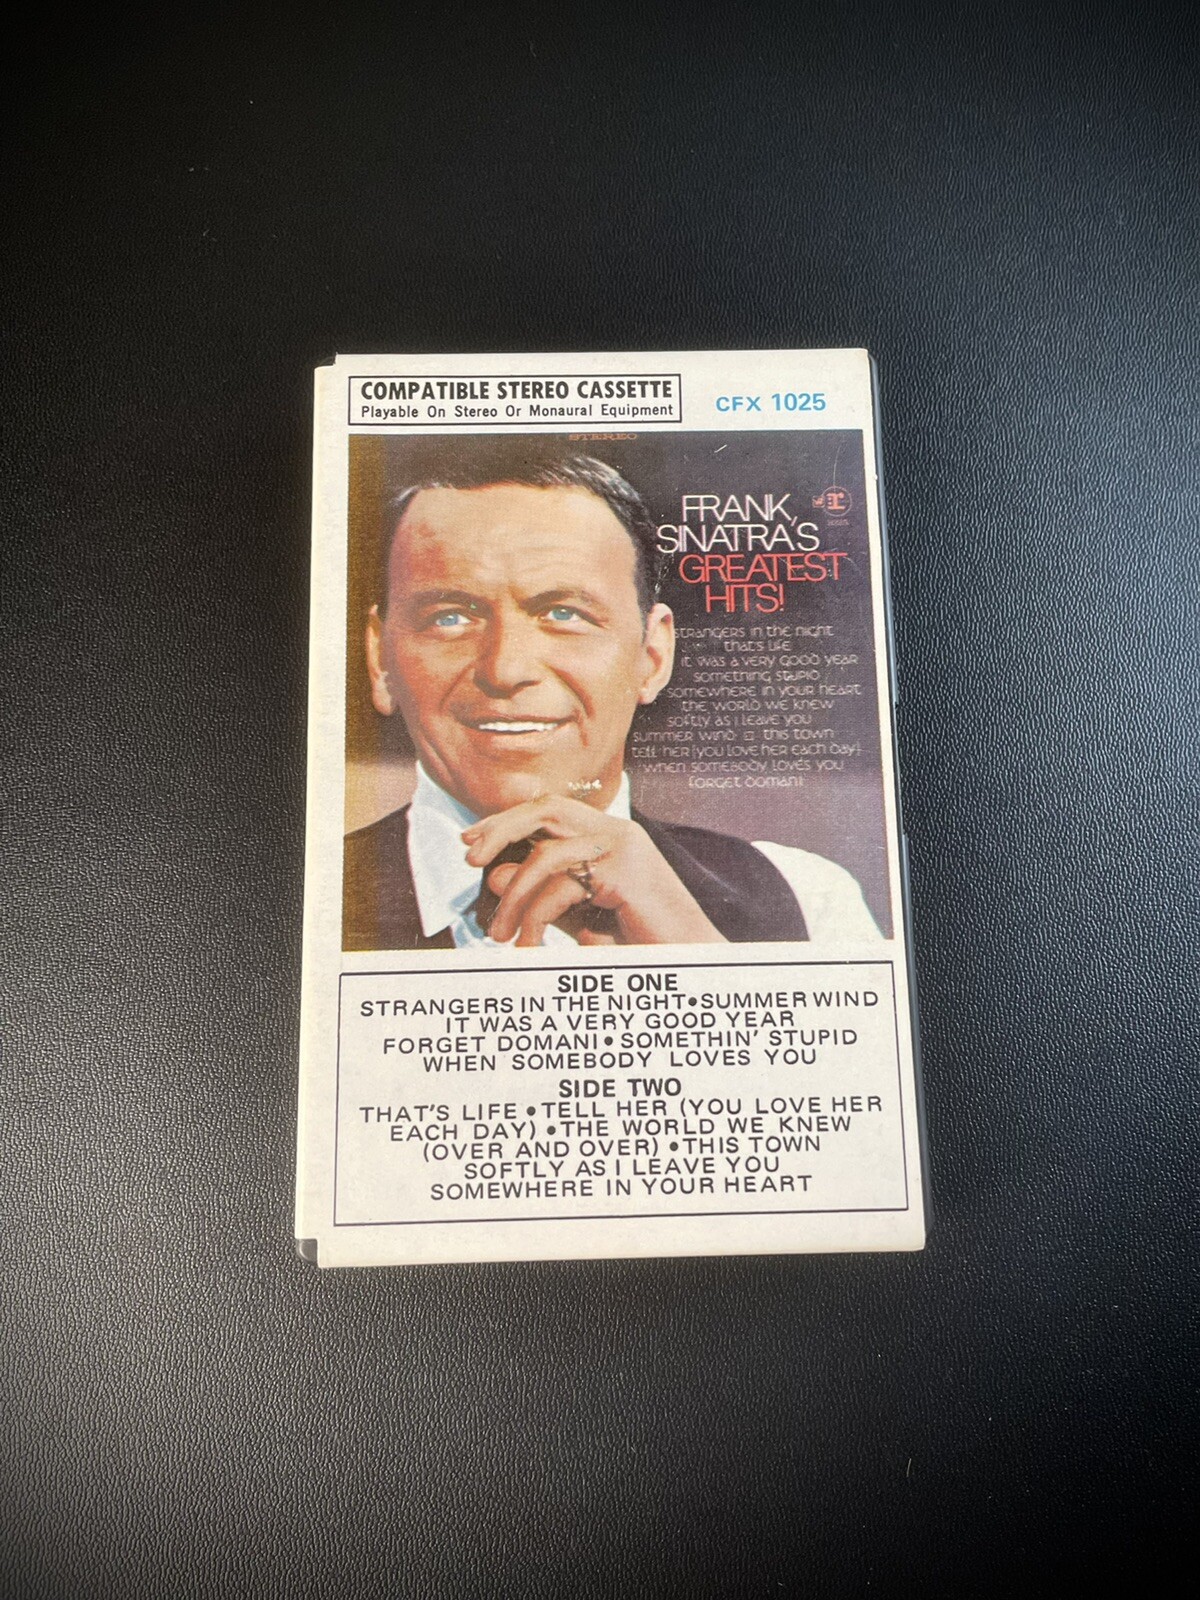 COMPATIBLE STEREO CASSETTE
Playable On Stereo Or Monaural Equipment
CFX 1025
STEREO
FRANK
SINATRA'S
GREATEST
HITS!
r
strangers in the night
that's life
it was a very good year
something stupid
somewhere in your heart
the world we knew
softly as i leave you
summer wind this town
tell her (you love her each day)
when somebody loves you
forget domani
SIDE ONE
STRANGERS IN THE NIGHT•SUMMER WIND
IT WAS A VERY GOOD YEAR
FORGET DOMANI•SOMETHIN' STUPID
WHEN SOMEBODY LOVES YOU
SIDE TWO
THAT'S LIFE•TELL HER (YOU LOVE HER
EACH DAY)•THE WORLD WE KNEW
(OVER AND OVER)•THIS TOWN
SOFTLY AS I LEAVE YOU
SOMEWHERE IN YOUR HEART